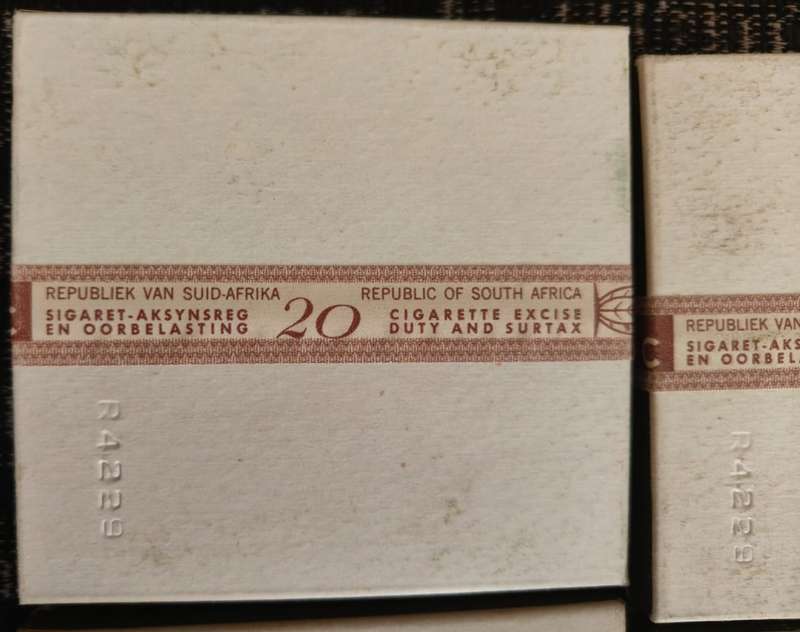 REPUBLIEK VAN SUID-AFRIKA
SIGARET-AKSYNSREG
EN OORBELASTING
20
REPUBLIC OF SOUTH AFRICA
CIGARETTE EXCISE
DUTY AND SURTAX
R4229
C
REPUBLIEK VAN
SIGARET-AKS
EN OORBELA
R4229